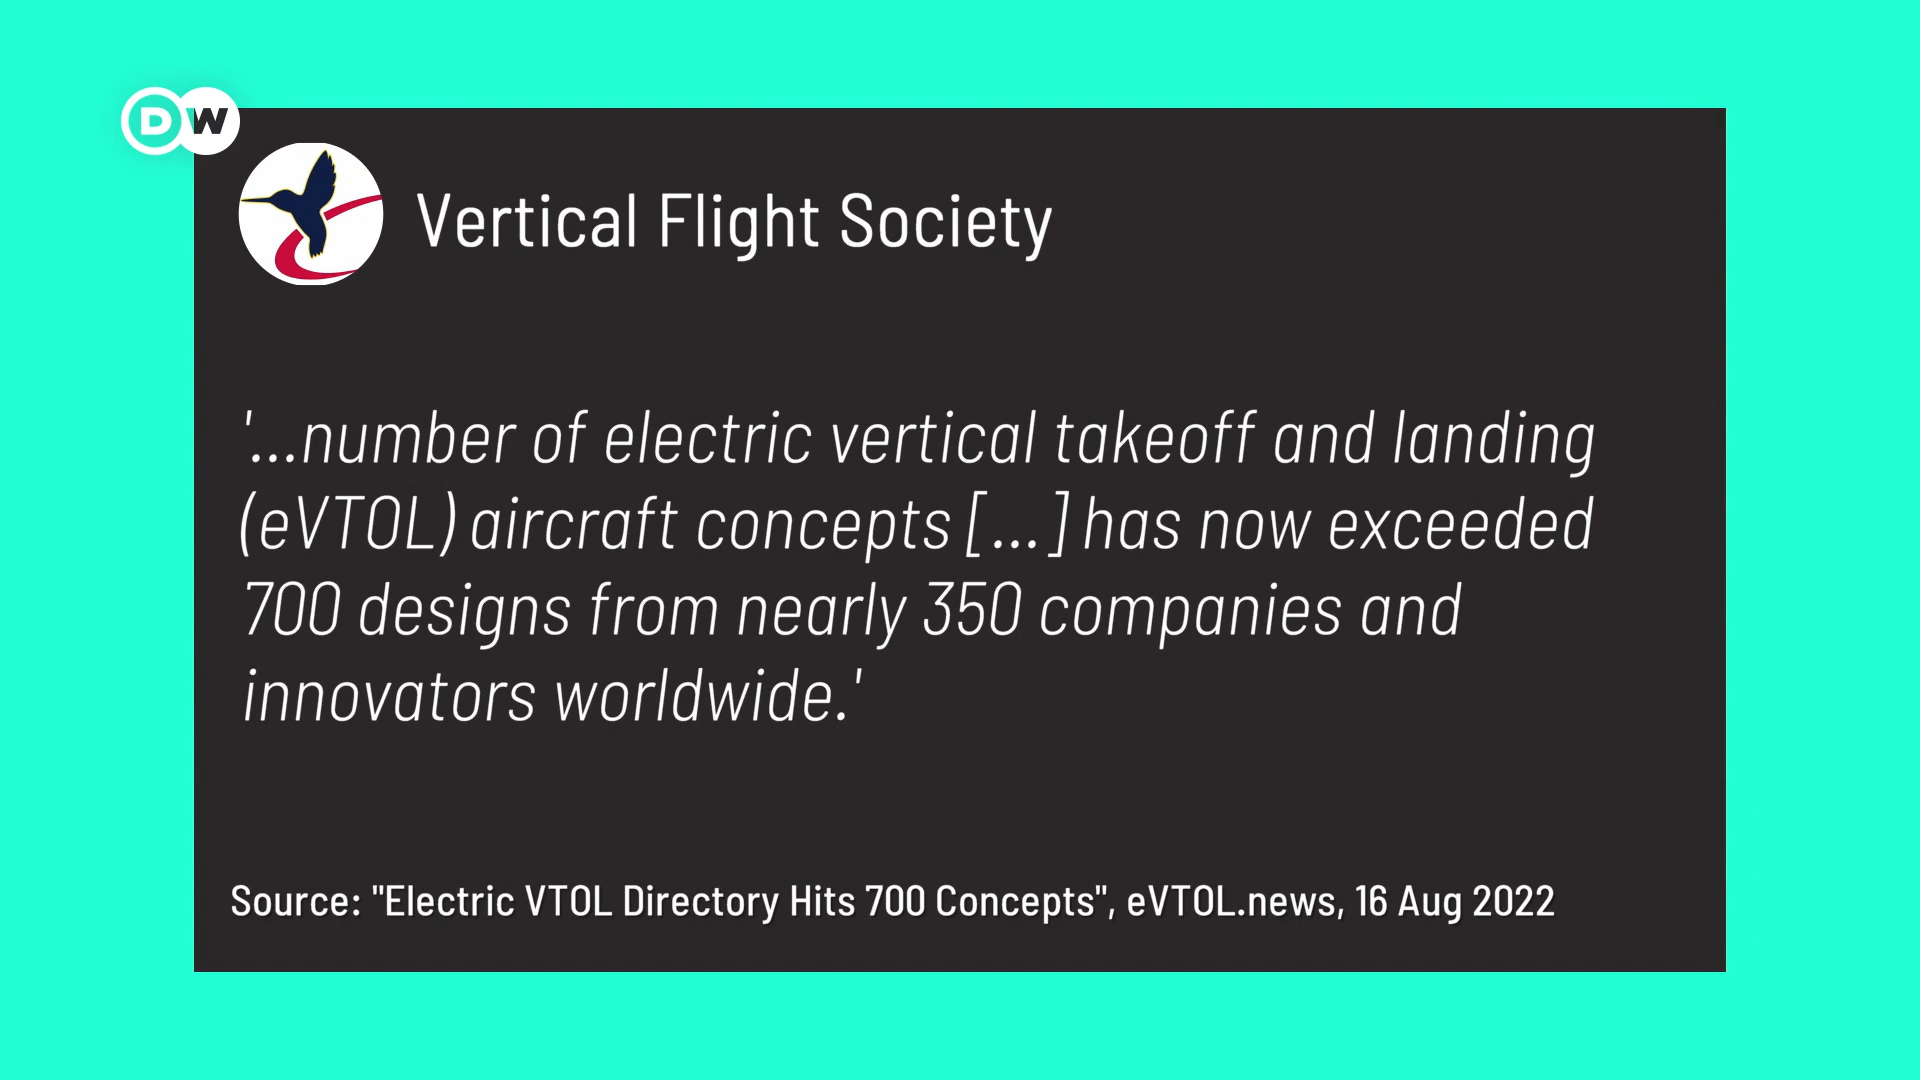 DW
Vertical Flight Society
'...number of electric vertical takeoff and landing
(eVTOL) aircraft concepts [...] has now exceeded
700 designs from nearly 350 companies and
innovators worldwide.'
Source: "Electric VTOL Directory Hits 700 Concepts", eVTOL.news, 16 Aug 2022